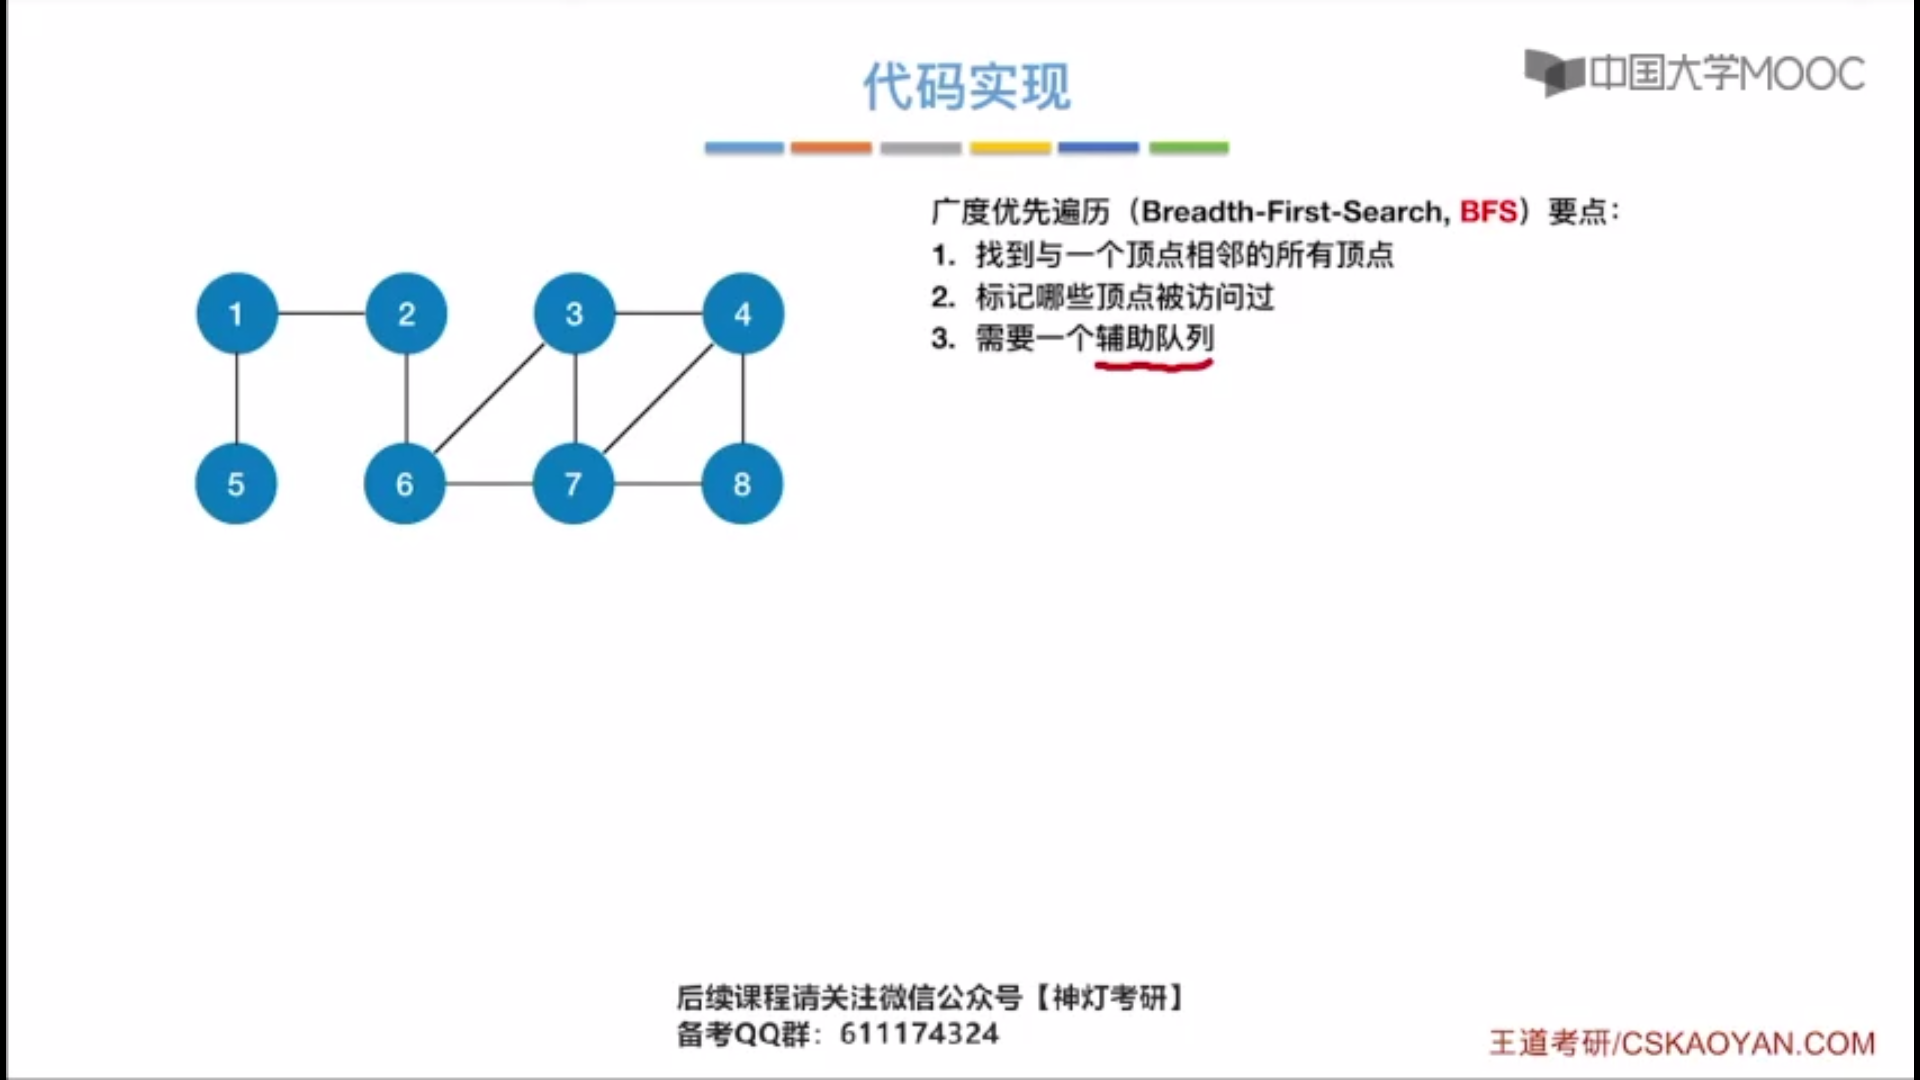 代码实现
中国大学MOOC
广度优先遍历（Breadth-First-Search, BFS）要点：
1. 找到与一个顶点相邻的所有顶点
2. 标记哪些顶点被访问过
3. 需要一个辅助队列
1 2 3 4
5 6 7 8
后续课程请关注微信公众号【神灯考研】
备考QQ群：611174324
王道考研/CSKAOYAN.COM